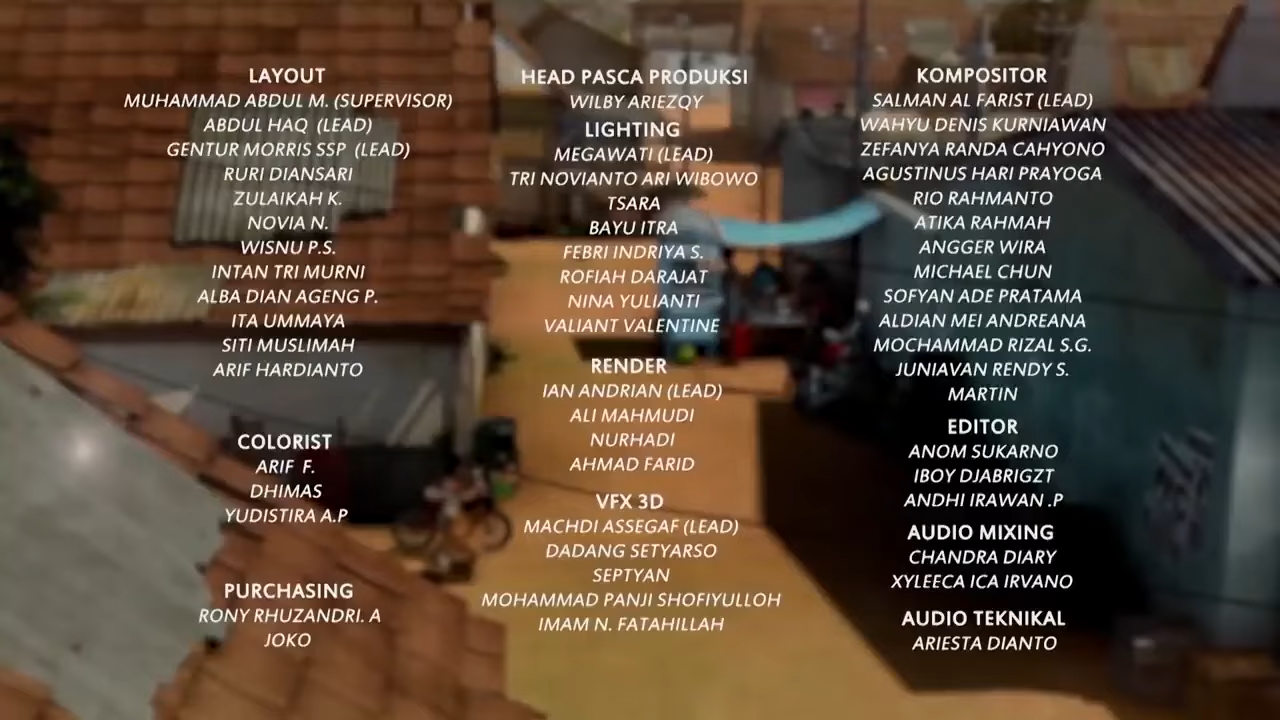 LAYOUT
MUHAMMAD ABDUL M. (SUPERVISOR)
ABDUL HAQ (LEAD)
GENTUR MORRIS SSP (LEAD)
RURI DIANSARI
ZULAIKAH K.
NOVIA N.
WISNU P.S.
INTAN TRI MURNI
ALBA DIAN AGENG P.
ITA UMMAYA
SITI MUSLIMAH
ARIF HARDIANTO
COLORIST
ARIF F.
DHIMAS
YUDISTIRA A.P
PURCHASING
RONY RHUZANDRI. A
JOKO
HEAD PASCA PRODUKSI
WILBY ARIEZQY
LIGHTING
MEGAWATI (LEAD)
TRI NOVIANTO ARI WIBOWO
TSARA
BAYU ITRA
FEBRI INDRIYA S.
ROFIAH DARAJAT
NINA YULIANTI
VALIANT VALENTINE
RENDER
IAN ANDRIAN (LEAD)
ALI MAHMUDI
NURHADI
AHMAD FARID
VFX 3D
MACHDI ASSEGAF (LEAD)
DADANG SETYARSO
SEPTYAN
MOHAMMAD PANJI SHOFIYULLOH
IMAM N. FATAHILLAH
KOMPOSITOR
SALMAN AL FARIST (LEAD)
WAHYU DENIS KURNIAWAN
ZEFANYA RANDA CAHYONO
AGUSTINUS HARI PRAYOGA
RIO RAHMANTO
ATIKA RAHMAH
ANGGER WIRA
MICHAEL CHUN
SOFYAN ADE PRATAMA
ALDIAN MEI ANDREANA
MOCHAMMAD RIZAL S.G.
JUNIAVAN RENDY S.
MARTIN
EDITOR
ANOM SUKARNO
IBOY DJABRIGZT
ANDHI IRAWAN .P
AUDIO MIXING
CHANDRA DIARY
XYLEECA ICA IRVANO
AUDIO TEKNIKAL
ARIESTA DIANTO